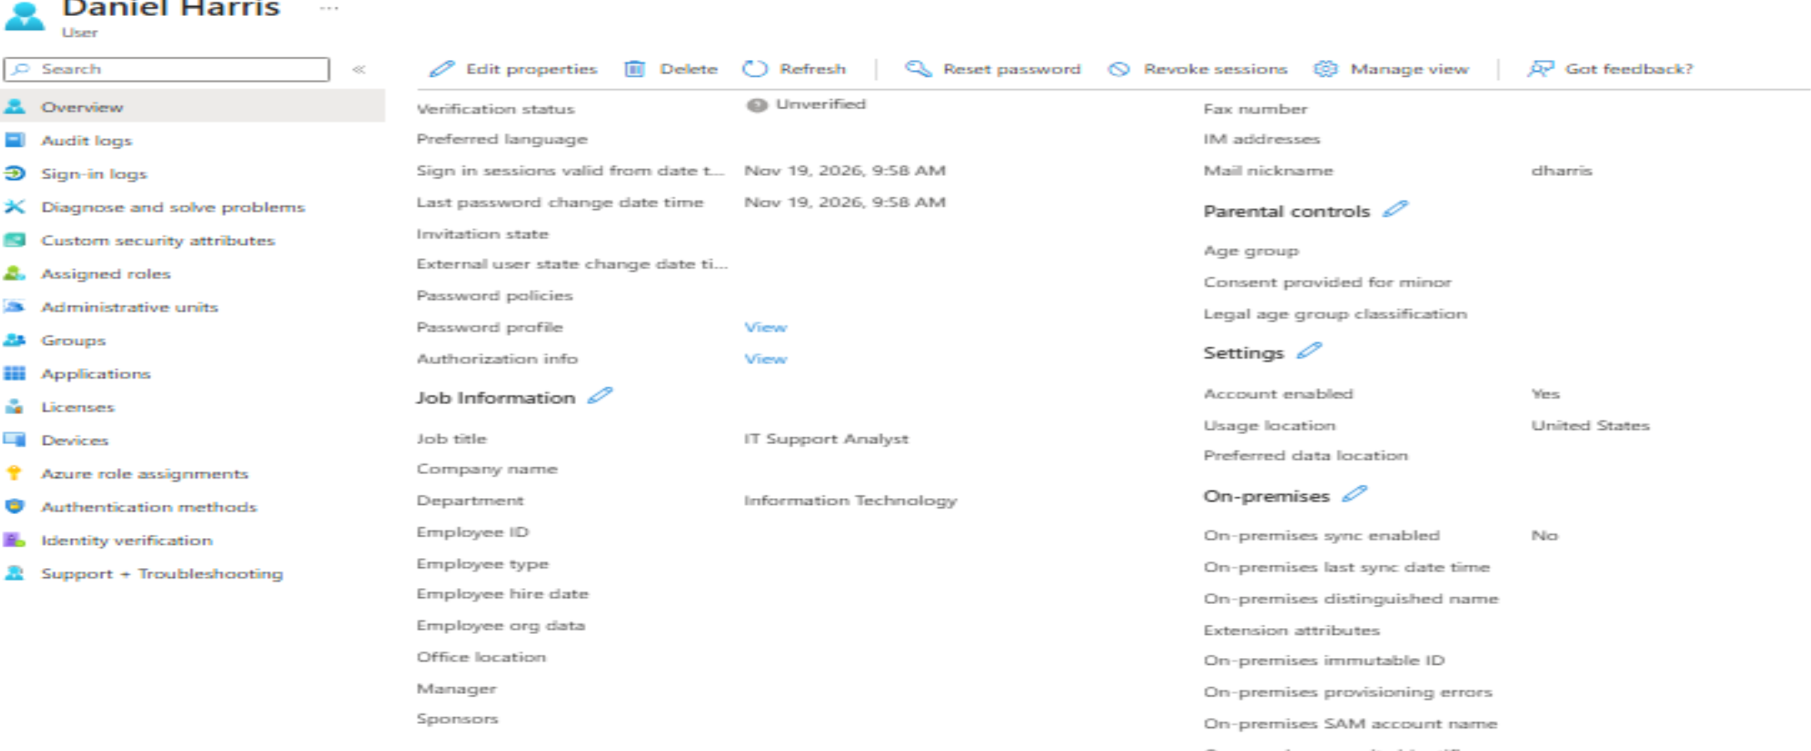 Daniel Harris ...
User
Search «
Overview
Audit logs
Sign-in logs
Diagnose and solve problems
Custom security attributes
Assigned roles
Administrative units
Groups
Applications
Licenses
Devices
Azure role assignments
Authentication methods
Identity verification
Support + Troubleshooting
Edit properties Delete Refresh Reset password Revoke sessions Manage view Got feedback?
Verification status Unverified
Preferred language
Sign in sessions valid from date t... Nov 19, 2026, 9:58 AM
Last password change date time Nov 19, 2026, 9:58 AM
Invitation state
External user state change date ti...
Password policies
Password profile View
Authorization info View
Job Information
Job title IT Support Analyst
Company name
Department Information Technology
Employee ID
Employee type
Employee hire date
Employee org data
Office location
Manager
Sponsors
Fax number
IM addresses
Mail nickname dharris
Parental controls
Age group
Consent provided for minor
Legal age group classification
Settings
Account enabled Yes
Usage location United States
Preferred data location
On-premises
On-premises sync enabled No
On-premises last sync date time
On-premises distinguished name
Extension attributes
On-premises immutable ID
On-premises provisioning errors
On-premises SAM account name